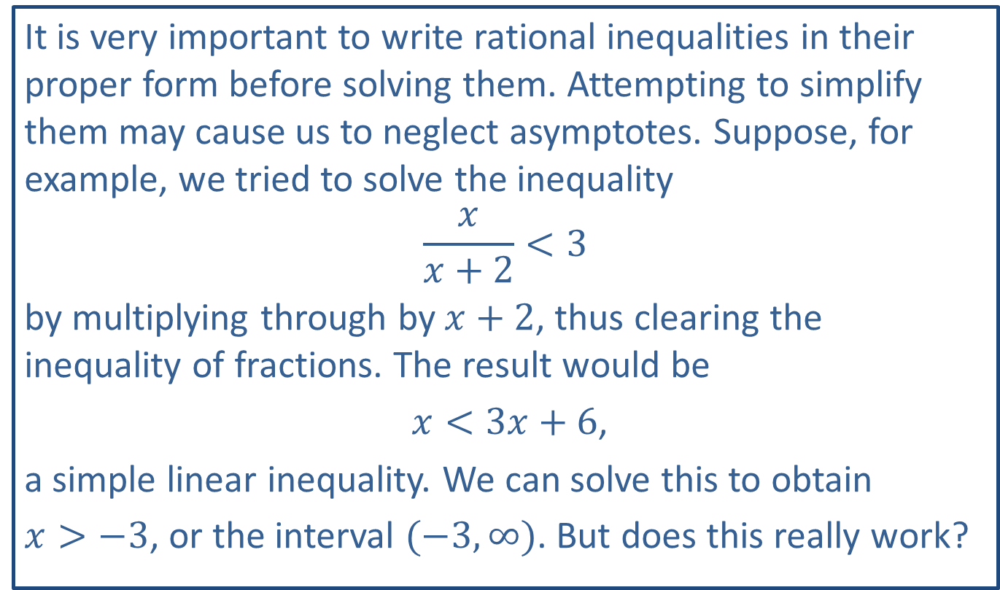 It is very important to write rational inequalities in their
proper form before solving them. Attempting to simplify
them may cause us to neglect asymptotes. Suppose, for
example, we tried to solve the inequality
x
/
x + 2 < 3
by multiplying through by x + 2, thus clearing the
inequality of fractions. The result would be
x < 3x + 6,
a simple linear inequality. We can solve this to obtain
x > −3, or the interval (−3, ∞). But does this really work?